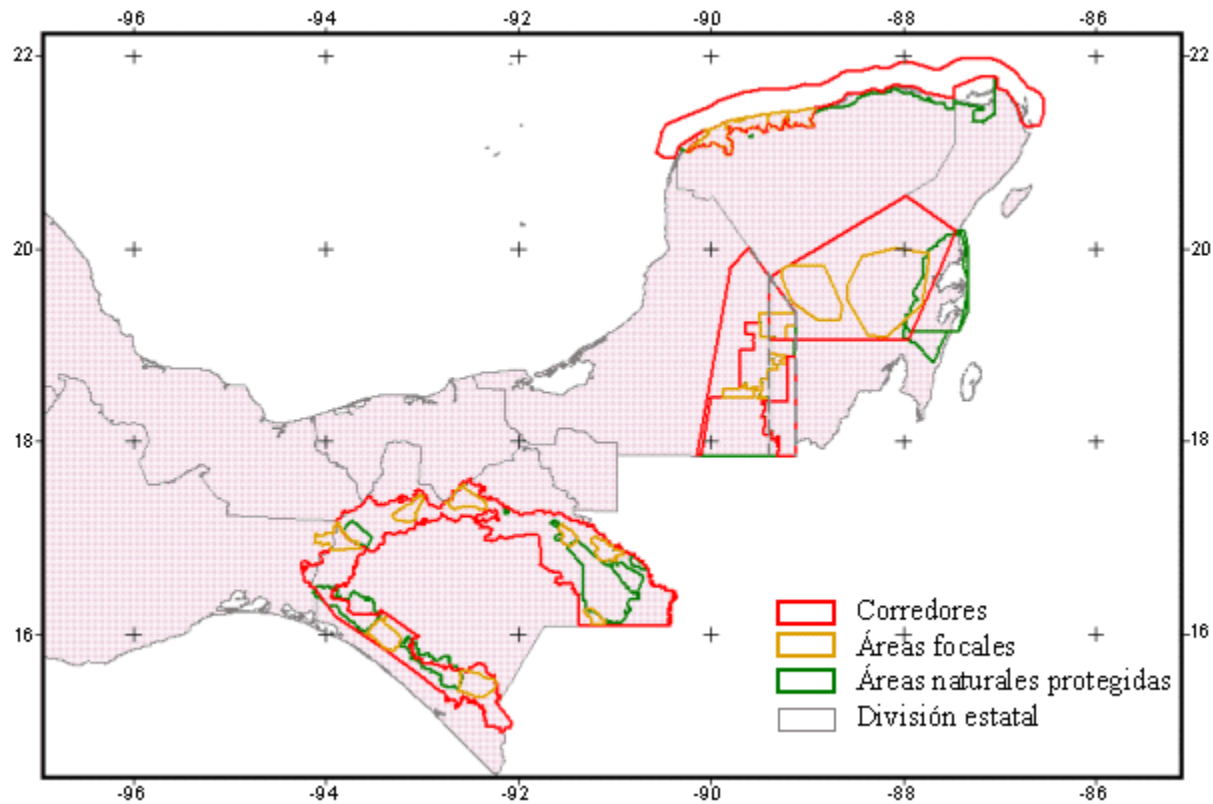 -96 -94 -92 -90 -88 -86
22 22
20 20
18 18
16 16
Corredores
Áreas focales
Áreas naturales protegidas
División estatal
-96 -94 -92 -90 -88 -86